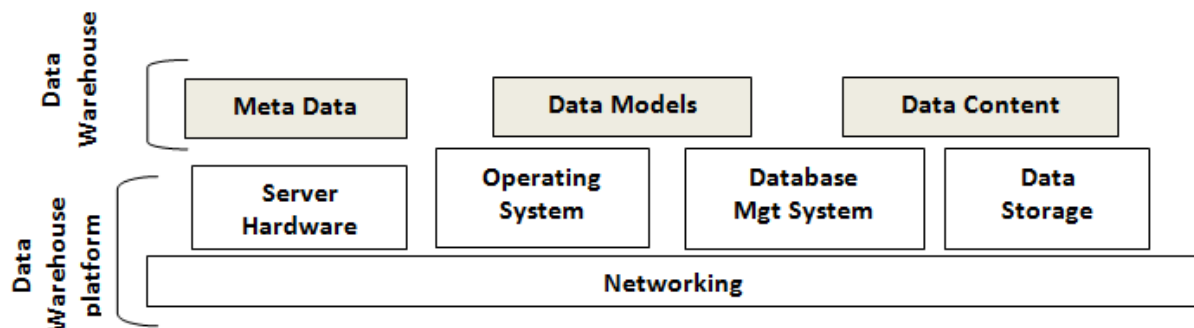 Data
Warehouse
Meta Data
Data Models
Data Content
Data
Warehouse
platform
Server
Hardware
Operating
System
Database
Mgt System
Data
Storage
Networking